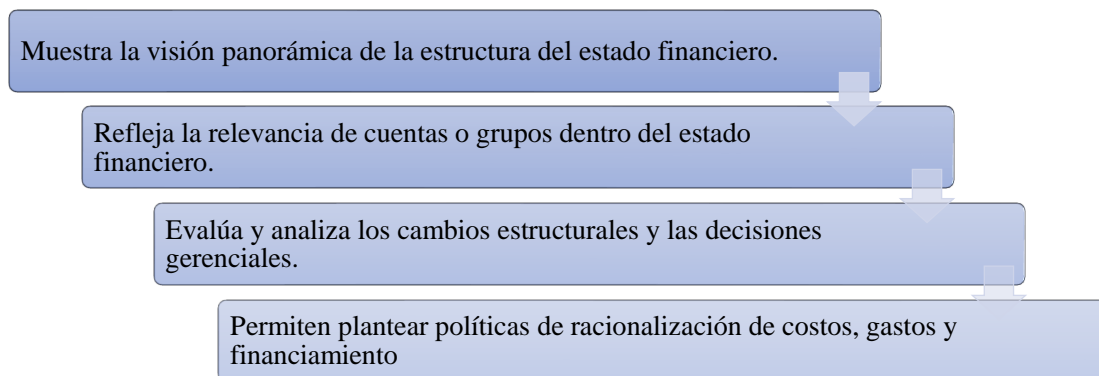 Muestra la visión panorámica de la estructura del estado financiero.
Refleja la relevancia de cuentas o grupos dentro del estado
financiero.
Evalúa y analiza los cambios estructurales y las decisiones
gerenciales.
Permiten plantear políticas de racionalización de costos, gastos y
financiamiento